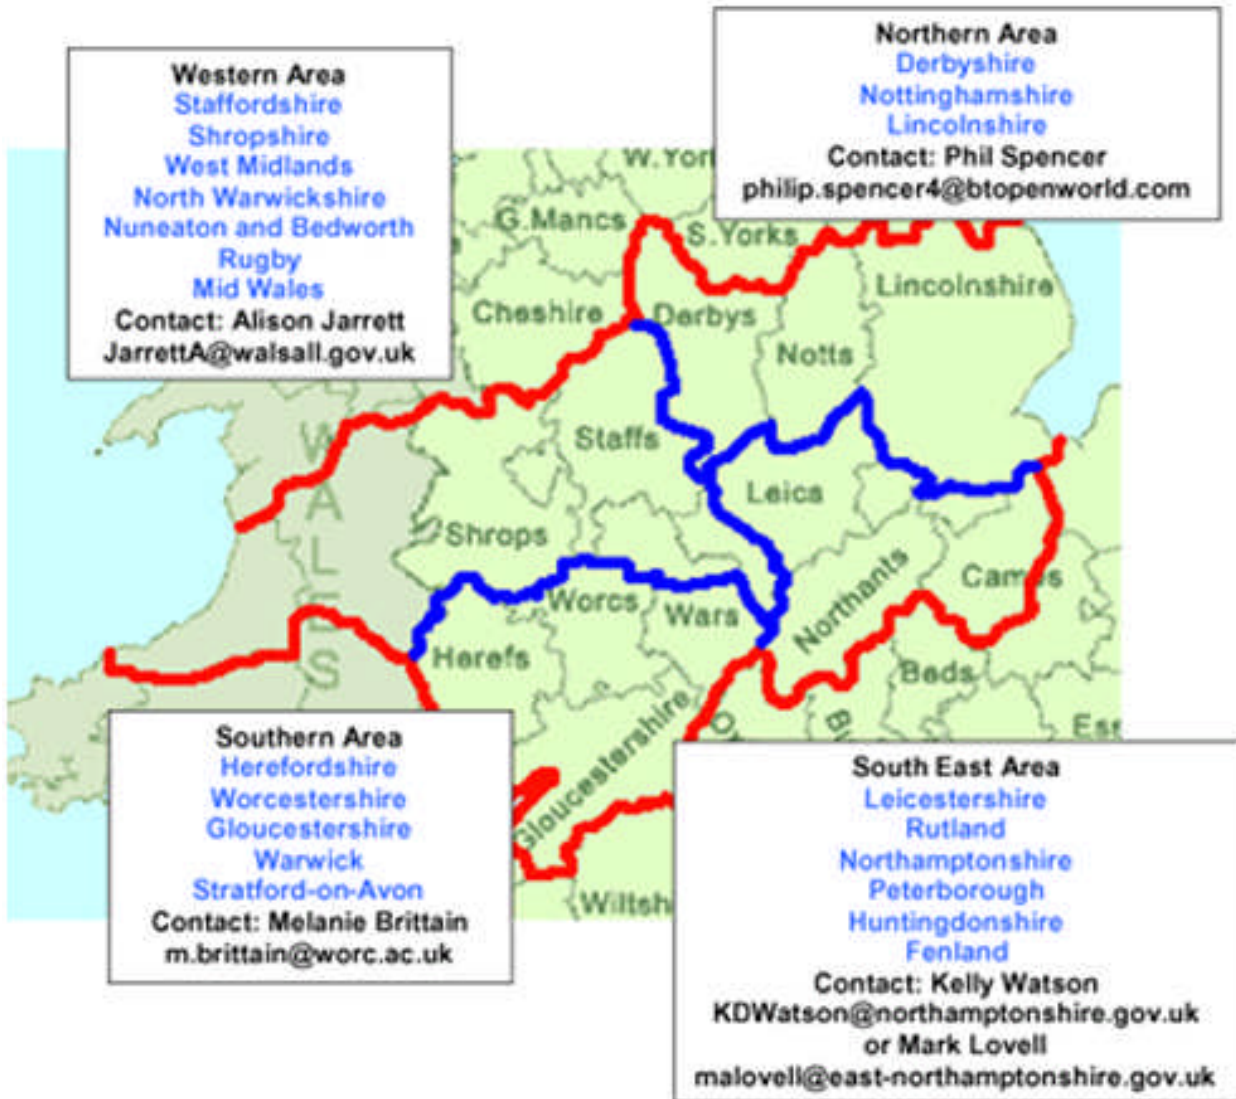 Western Area
Staffordshire
Shropshire
West Midlands
North Warwickshire
Nuneaton and Bedworth
Rugby
Mid Wales
Contact: Alison Jarrett
JarrettA@walsall.gov.uk
Northern Area
Derbyshire
Nottinghamshire
Lincolnshire
Contact: Phil Spencer
philip.spencer4@btopenworld.com
G.Mancs
S.Yorks
Cheshire
Derbys
Lincolnshire
Notts
WALES
Staffs
Leics
Shrops
Northants
Cambs
Worcs
Wars
Herefs
Beds
Gloucestershire
Southern Area
Herefordshire
Worcestershire
Gloucestershire
Warwick
Stratford-on-Avon
Contact: Melanie Brittain
m.brittain@worc.ac.uk
South East Area
Leicestershire
Rutland
Northamptonshire
Peterborough
Huntingdonshire
Fenland
Contact: Kelly Watson
KDWatson@northamptonshire.gov.uk
or Mark Lovell
malovell@east-northamptonshire.gov.uk